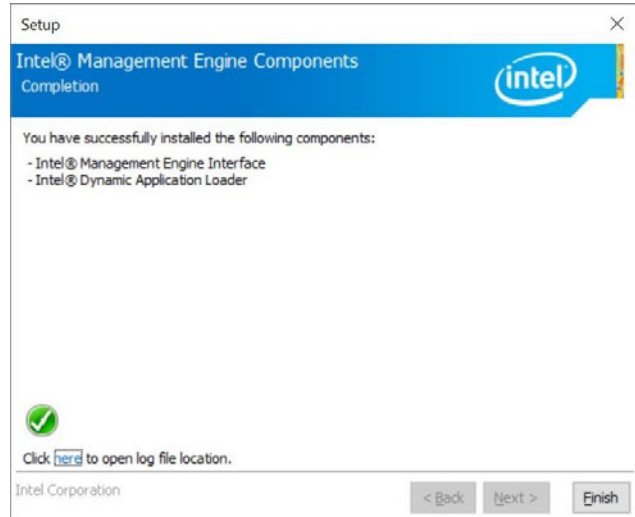 Setup
Intel® Management Engine Components
Completion
intel
You have successfully installed the following components:
- Intel® Management Engine Interface
- Intel® Dynamic Application Loader
Click here to open log file location.
Intel Corporation
< Back Next > Finish